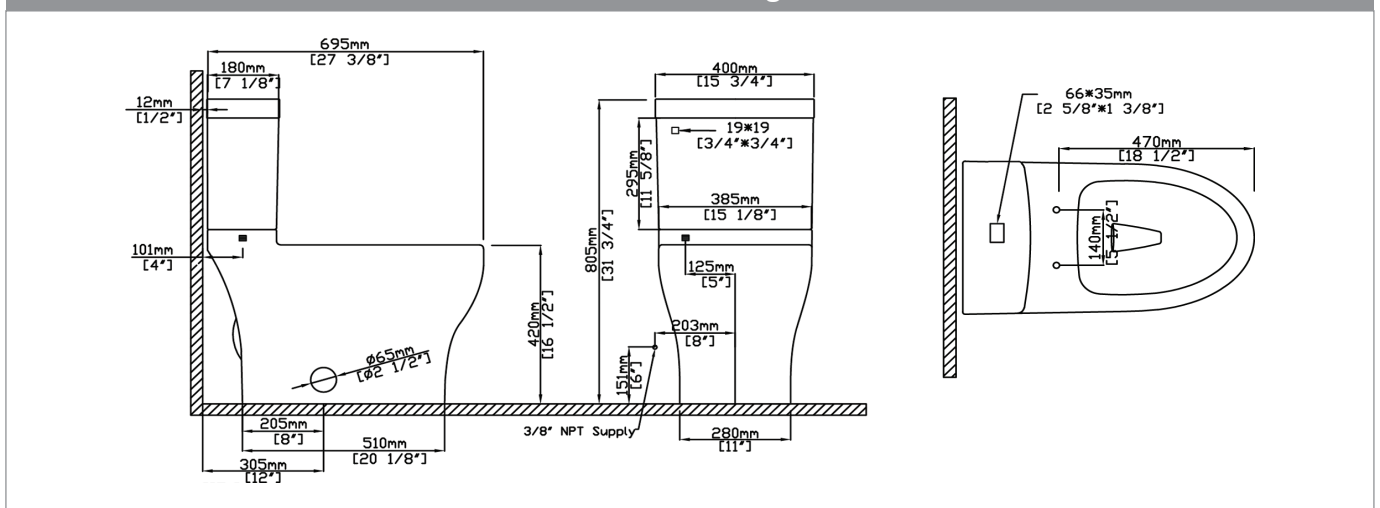 695mm
[27 3/8"]
180mm
[7 1/8"]
12mm
[1/2"]
101mm
[4"]
ø65mm
[ø2 1/2"]
420mm
[16 1/2"]
205mm
[8"]
510mm
[20 1/8"]
305mm
[12"]
400mm
[15 3/4"]
19*19
[3/4"*3/4"]
295mm
[11 5/8"]
385mm
[15 1/8"]
805mm
[31 3/4"]
125mm
[5"]
203mm
[8"]
151mm
[6"]
3/8" NPT Supply
280mm
[11"]
66*35mm
[2 5/8"*1 3/8"]
470mm
[18 1/2"]
140mm
[5 1/2"]